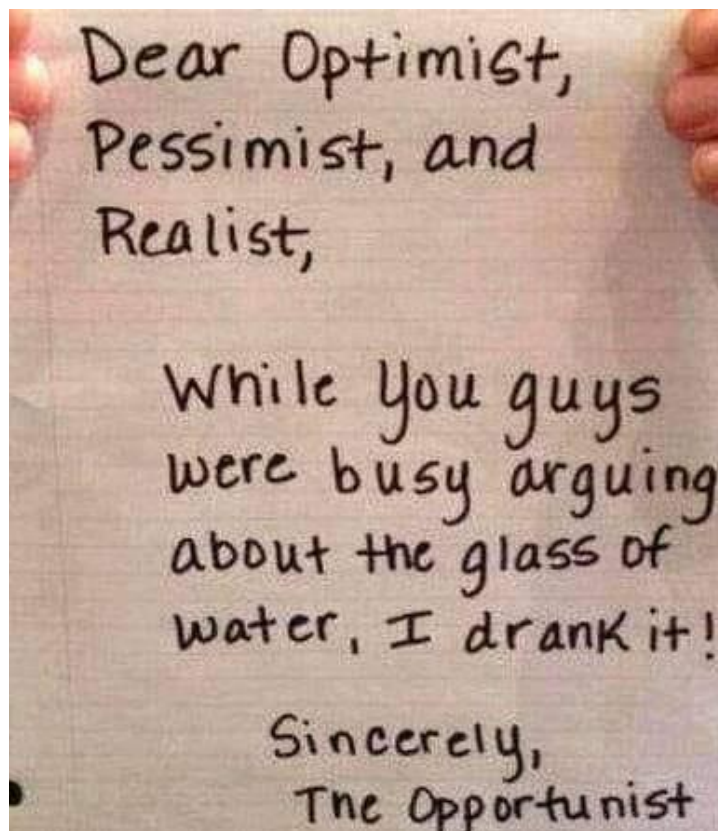 Dear Optimist,
Pessimist, and
Realist,
While you guys
were busy arguing
about the glass of
water, I drank it!
Sincerely,
The Opportunist